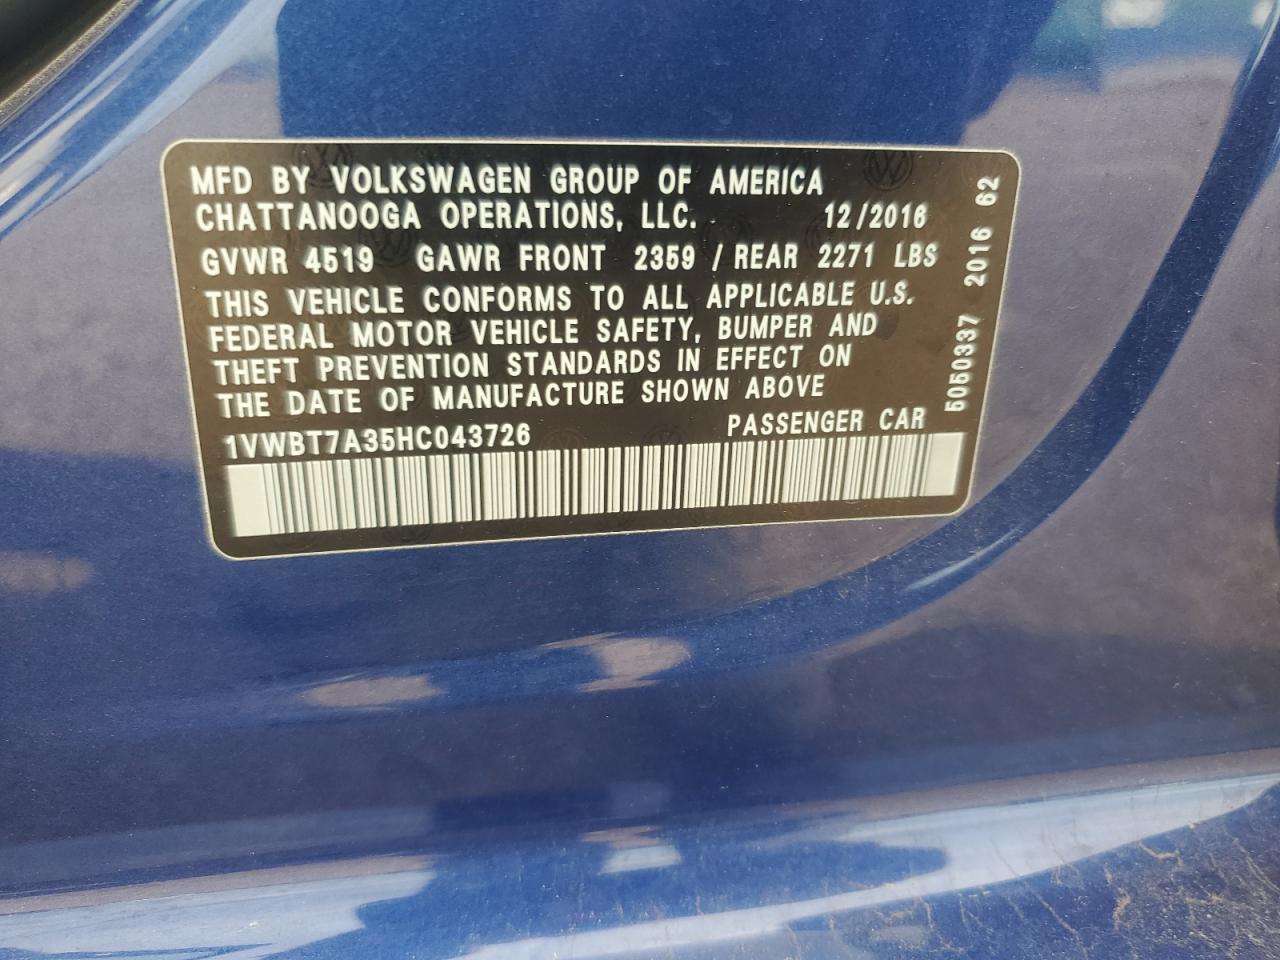 MFD BY VOLKSWAGEN GROUP OF AMERICA
CHATTANOOGA OPERATIONS, LLC. 12/2016
GVWR 4519 GAWR FRONT 2359 / REAR 2271 LBS
THIS VEHICLE CONFORMS TO ALL APPLICABLE U.S.
FEDERAL MOTOR VEHICLE SAFETY, BUMPER AND
THEFT PREVENTION STANDARDS IN EFFECT ON
THE DATE OF MANUFACTURE SHOWN ABOVE
1VWBT7A35HC043726 PASSENGER CAR
5050337 2016 62